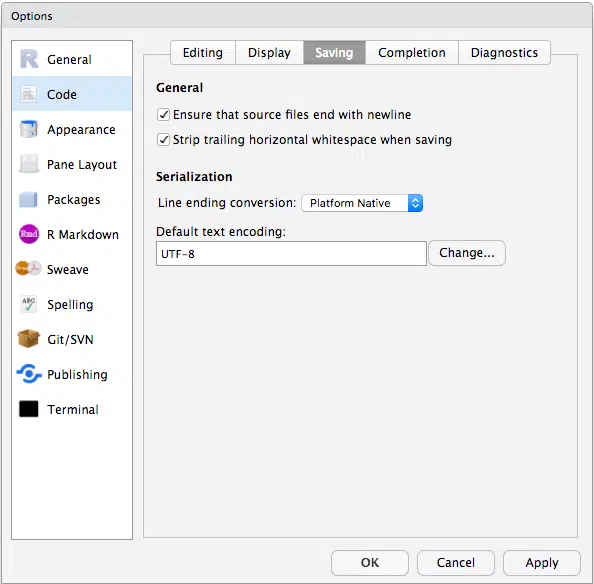 Options
General
Code
Appearance
Pane Layout
Packages
Rmd R Markdown
Sweave
ABC Spelling
Git/SVN
Publishing
Terminal
Editing Display Saving Completion Diagnostics
General
Ensure that source files end with newline
Strip trailing horizontal whitespace when saving
Serialization
Line ending conversion: Platform Native
Default text encoding:
UTF-8 Change...
OK Cancel Apply